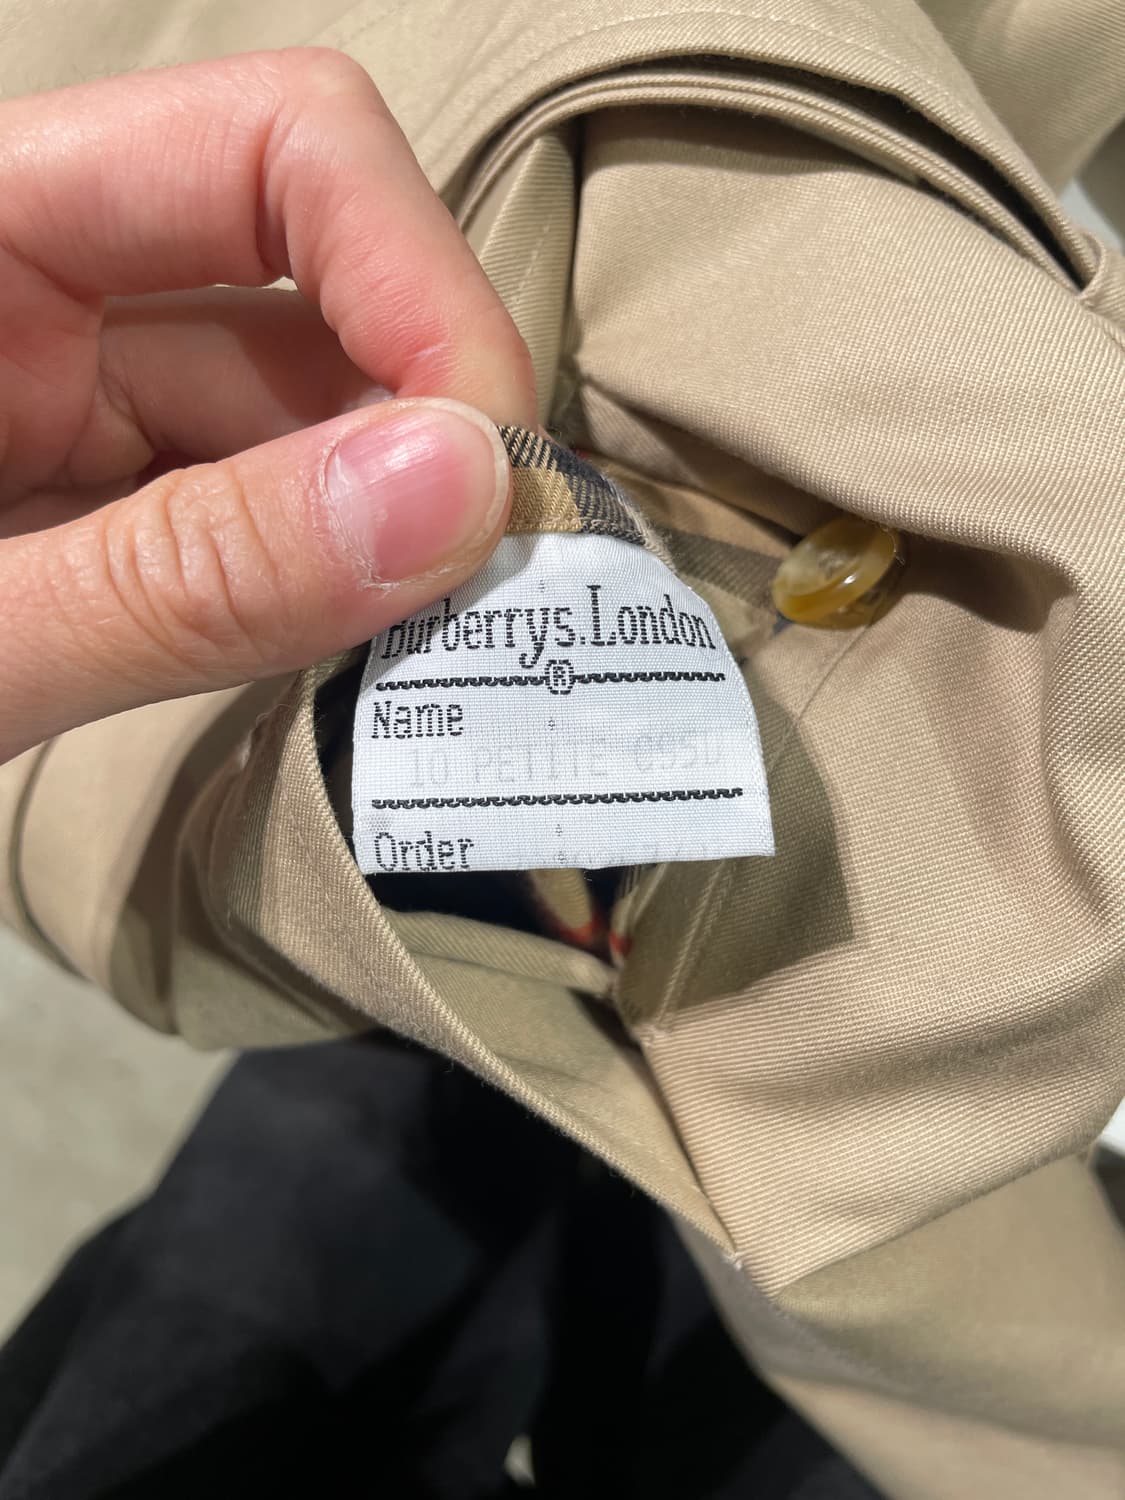 Burberrys.London
®
Name
10 PETITE
Order